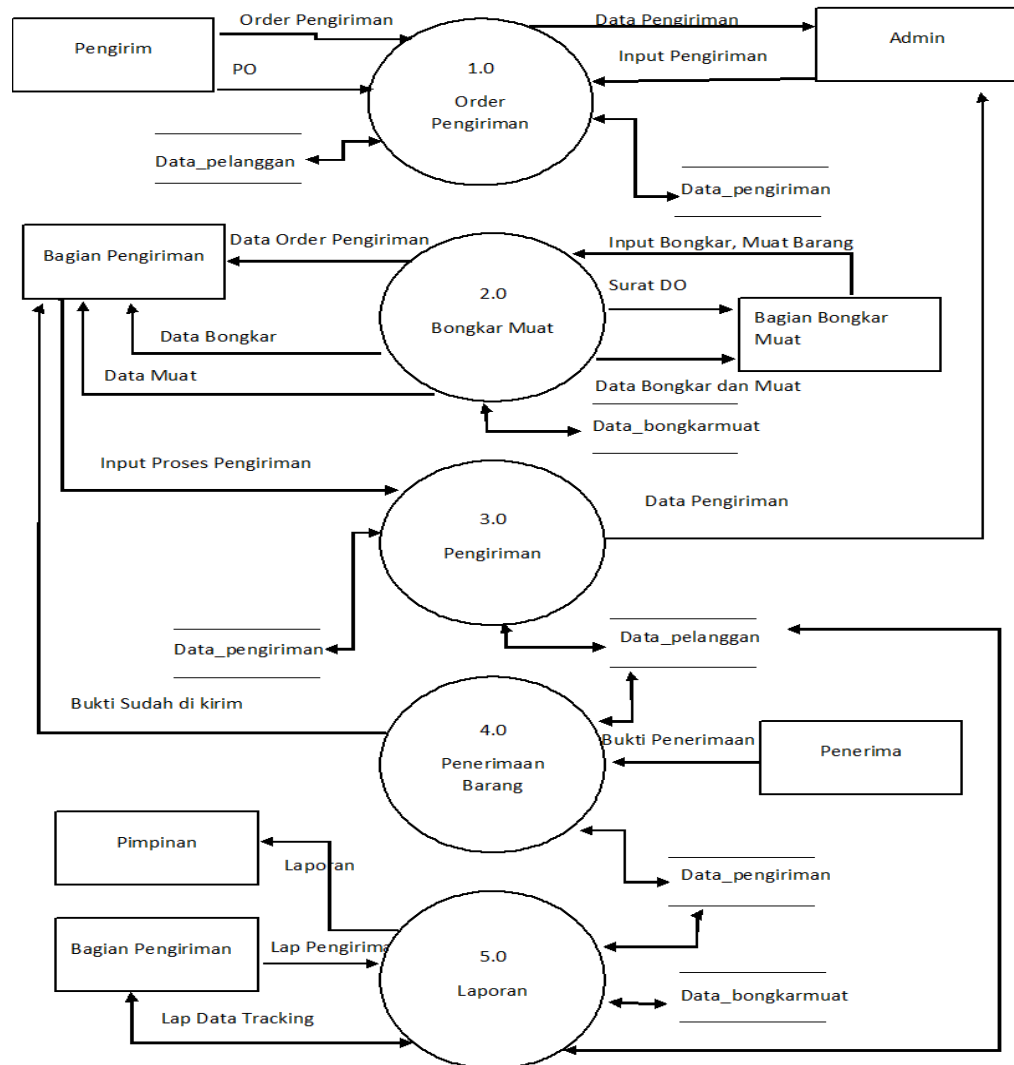 Order Pengiriman
Data Pengiriman
Pengirim
Admin
Input Pengiriman
PO
1.0
Order
Pengiriman
Data_pelanggan
Data_pengiriman
Data Order Pengiriman
Input Bongkar, Muat Barang
Bagian Pengiriman
2.0
Bongkar Muat
Surat DO
Bagian Bongkar
Muat
Data Bongkar
Data Muat
Data Bongkar dan Muat
Data_bongkarmuat
Input Proses Pengiriman
Data Pengiriman
3.0
Pengiriman
Data_pengiriman
Data_pelanggan
Bukti Sudah di kirim
4.0
Penerimaan
Barang
Bukti Penerimaan
Penerima
Pimpinan
Laporan
Data_pengiriman
Bagian Pengiriman
Lap Pengirima
5.0
Laporan
Data_bongkarmuat
Lap Data Tracking